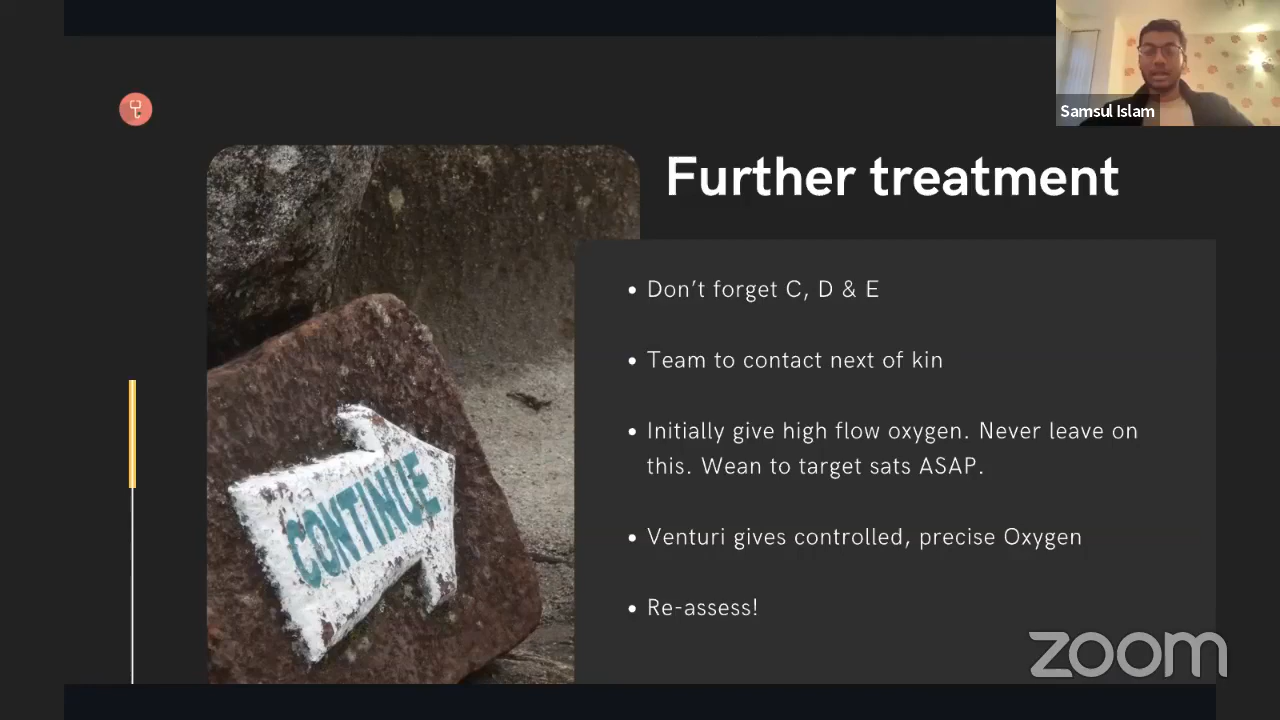 Samsul Islam
Further treatment
• Don't forget C, D & E
• Team to contact next of kin
• Initially give high flow oxygen. Never leave on
this. Wean to target sats ASAP.
CONTINUE
• Venturi gives controlled, precise Oxygen
• Re-assess!
zoom